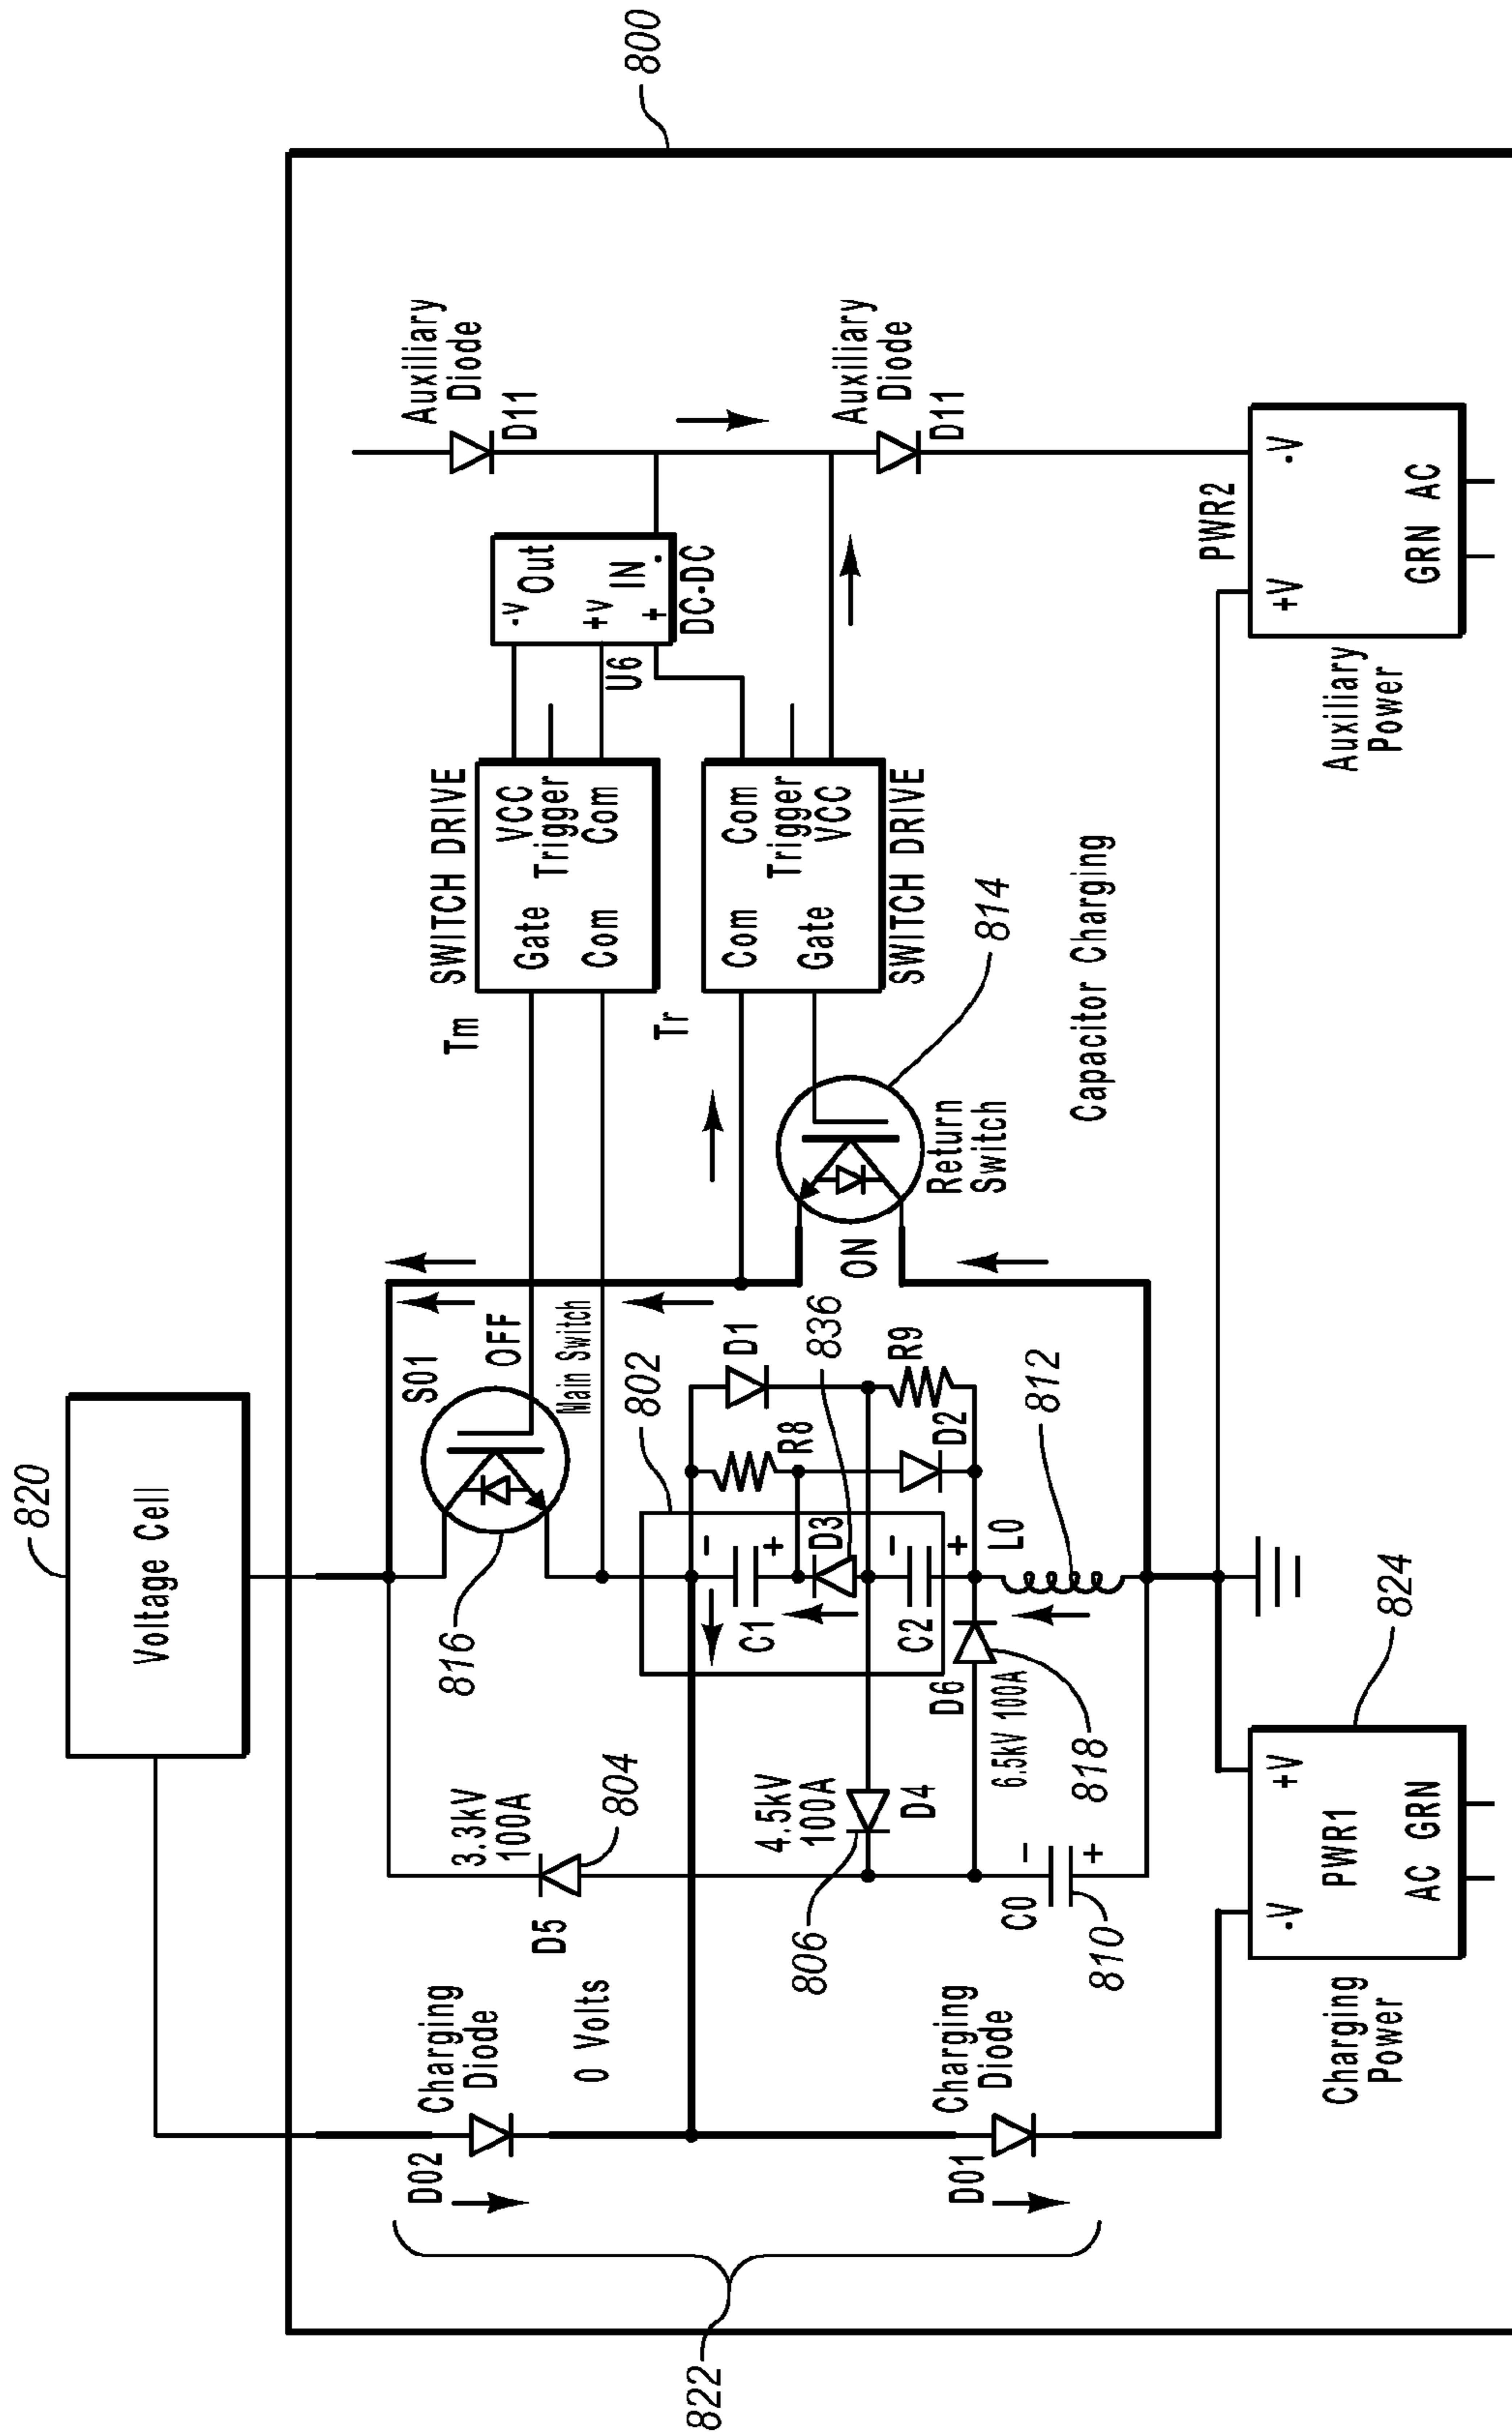 820
Voltage Cell
800
822
D02
Charging
Diode
0 Volts
D5
3.3kV
100A
804
816
S01
OFF
Main Switch
Tm
SWITCH DRIVE
Gate
VCC
Trigger
Com
Com
-V
Out
+V
IN
+
-
U6
DC-DC
Auxiliary
Diode
D11
802
-
C1
+
R8
D1
836
D3
Tr
Com
Com
Trigger
Gate
VCC
SWITCH DRIVE
814
ON
Return
Switch
Capacitor Charging
Auxiliary
Diode
D11
D01
Charging
Diode
806
4.5kV
100A
D4
-
C2
+
D2
R9
D6
6.5kV 100A
818
L0
812
C0
-
+
810
Charging
Power
-V
PWR1
+V
AC GRN
824
Auxiliary
Power
PWR2
+V
-V
GRN AC